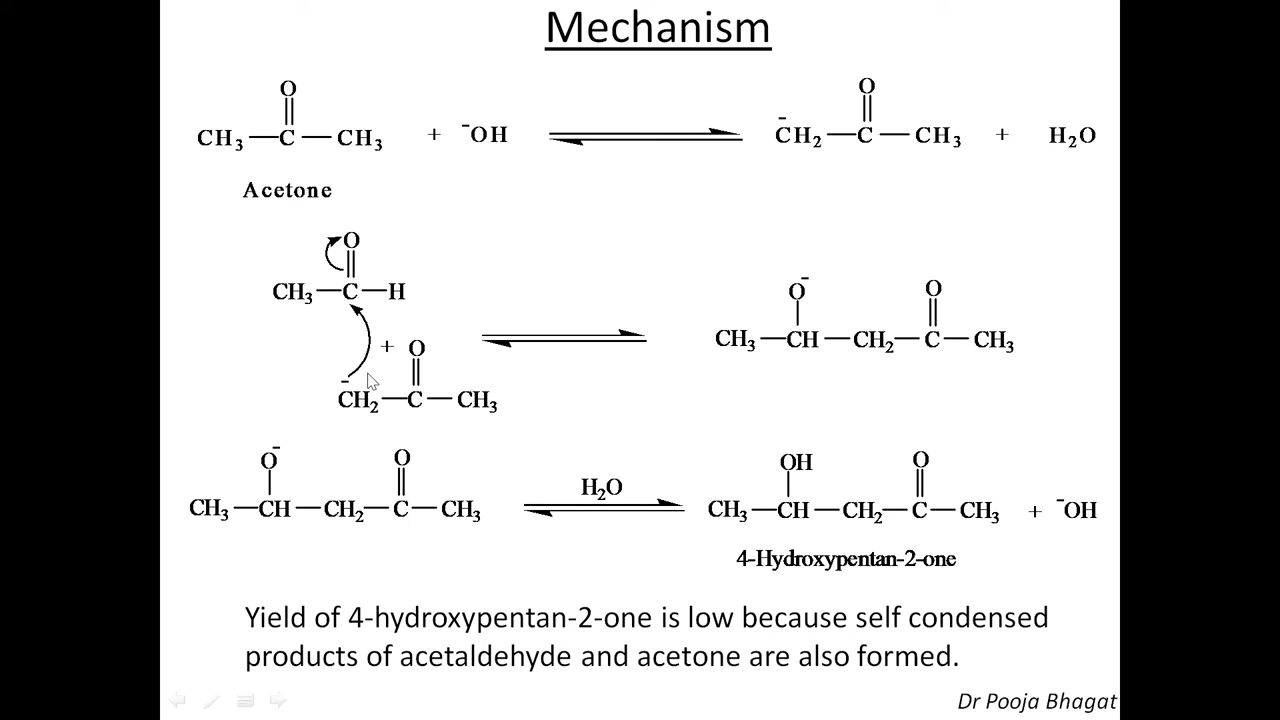 Mechanism
O
CH₃—C—CH₃ + ⁻OH
O
⁻CH₂—C—CH₃ + H₂O
Acetone
O
CH₃—C—H
+ O
⁻CH₂—C—CH₃
O⁻ O
CH₃—CH—CH₂—C—CH₃
O⁻ O
CH₃—CH—CH₂—C—CH₃
H₂O
OH O
CH₃—CH—CH₂—C—CH₃ + ⁻OH
4-Hydroxypentan-2-one
Yield of 4-hydroxypentan-2-one is low because self condensed
products of acetaldehyde and acetone are also formed.
Dr Pooja Bhagat